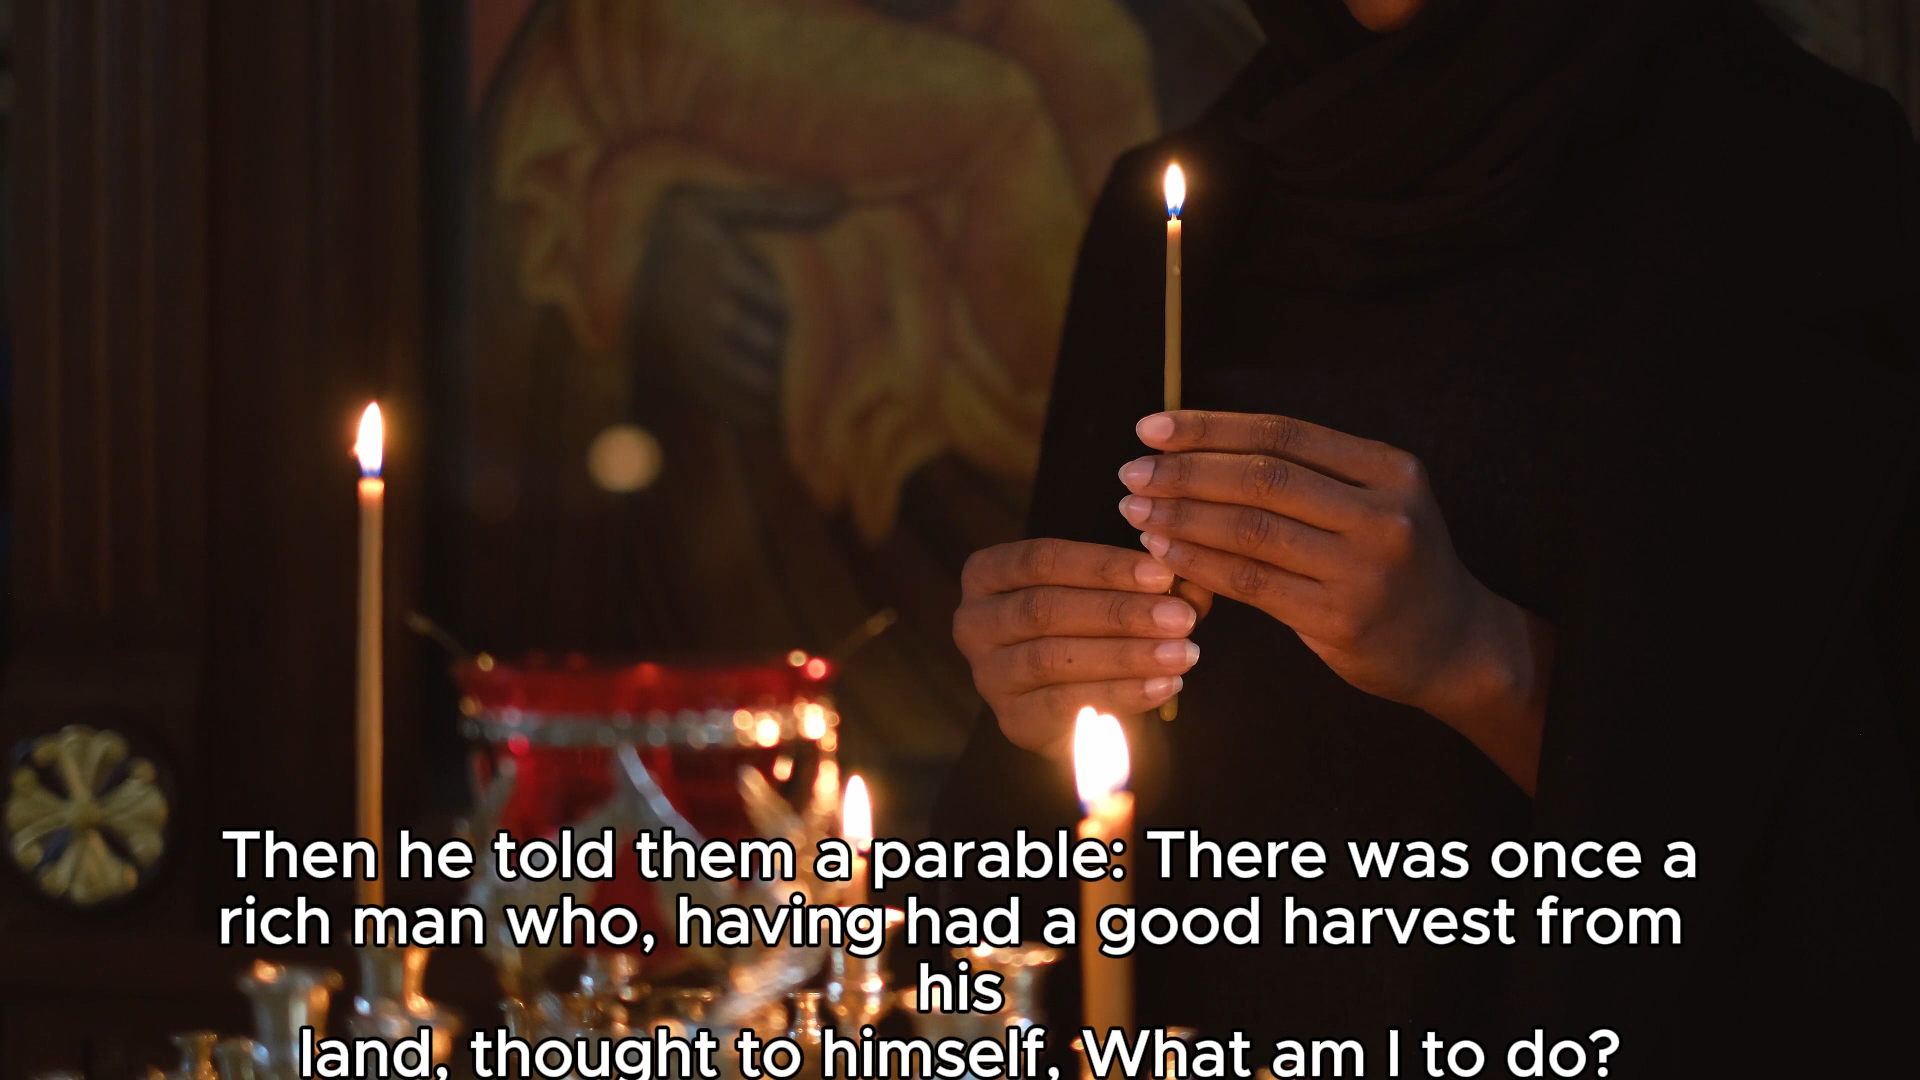 Then he told them a parable: There was once a
rich man who, having had a good harvest from
his
land, thought to himself, What am I to do?